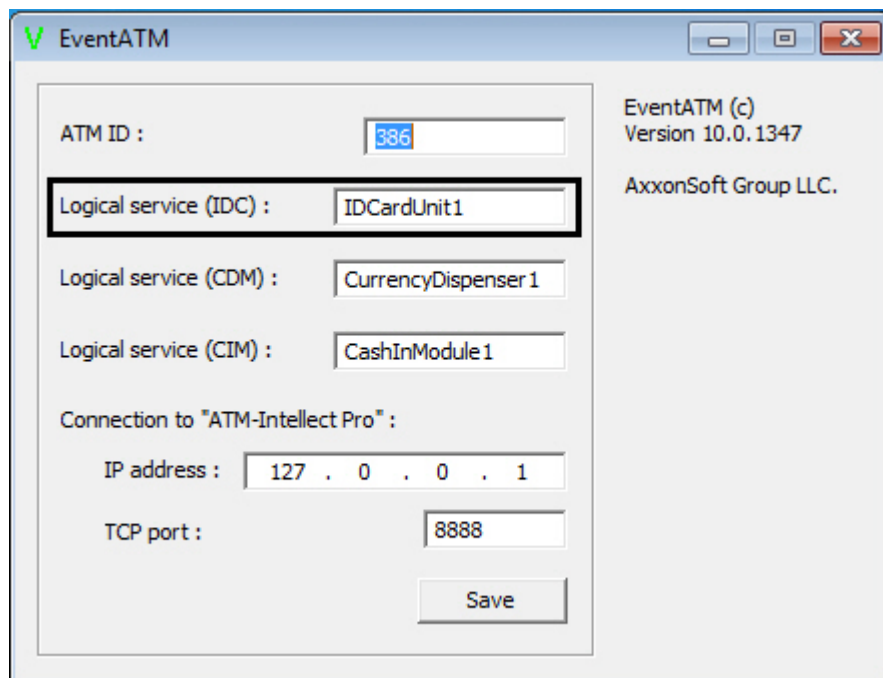 EventATM
ATM ID : 386
Logical service (IDC) : IDCardUnit1
Logical service (CDM) : CurrencyDispenser1
Logical service (CIM) : CashInModule1
Connection to "ATM-Intellect Pro" :
IP address : 127 . 0 . 0 . 1
TCP port : 8888
Save
EventATM (c)
Version 10.0.1347
AxxonSoft Group LLC.